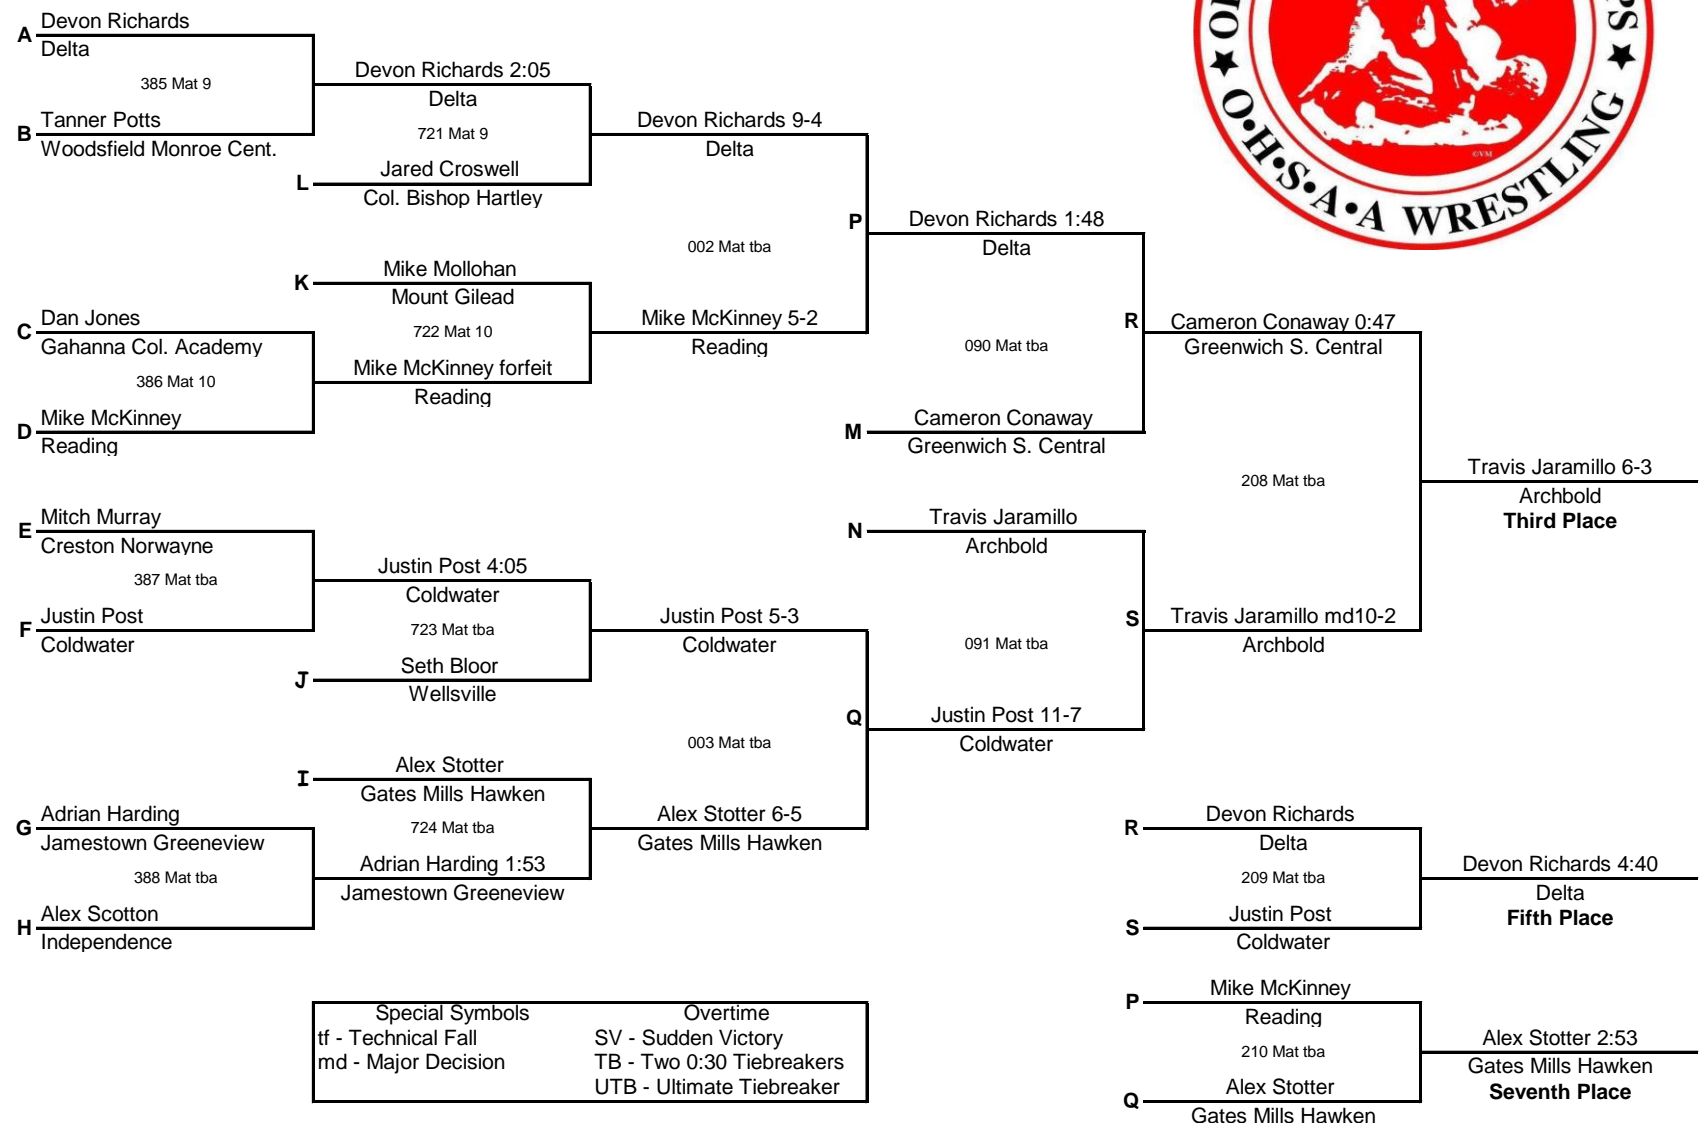 A Devon Richards
Delta
385 Mat 9
B Tanner Potts
Woodsfield Monroe Cent.
Devon Richards 2:05
Delta
721 Mat 9
L Jared Croswell
Col. Bishop Hartley
Devon Richards 9-4
Delta
K Mike Mollohan
Mount Gilead
722 Mat 10
C Dan Jones
Gahanna Col. Academy
386 Mat 10
D Mike McKinney
Reading
Mike McKinney forfeit
Reading
002 Mat tba
Mike McKinney 5-2
Reading
P Devon Richards 1:48
Delta
090 Mat tba
M Cameron Conaway
Greenwich S. Central
R Cameron Conaway 0:47
Greenwich S. Central
208 Mat tba
Travis Jaramillo 6-3
Archbold
Third Place
E Mitch Murray
Creston Norwayne
387 Mat tba
F Justin Post
Coldwater
Justin Post 4:05
Coldwater
723 Mat tba
J Seth Bloor
Wellsville
Justin Post 5-3
Coldwater
003 Mat tba
I Alex Stotter
Gates Mills Hawken
724 Mat tba
G Adrian Harding
Jamestown Greeneview
388 Mat tba
H Alex Scotton
Independence
Adrian Harding 1:53
Jamestown Greeneview
Alex Stotter 6-5
Gates Mills Hawken
N Travis Jaramillo
Archbold
091 Mat tba
Q Justin Post 11-7
Coldwater
S Travis Jaramillo md10-2
Archbold
R Devon Richards
Delta
209 Mat tba
S Justin Post
Coldwater
Devon Richards 4:40
Delta
Fifth Place
P Mike McKinney
Reading
210 Mat tba
Q Alex Stotter
Gates Mills Hawken
Alex Stotter 2:53
Gates Mills Hawken
Seventh Place
Special Symbols
tf - Technical Fall
md - Major Decision
Overtime
SV - Sudden Victory
TB - Two 0:30 Tiebreakers
UTB - Ultimate Tiebreaker
O•H•S•A•A WRESTLING
©VM